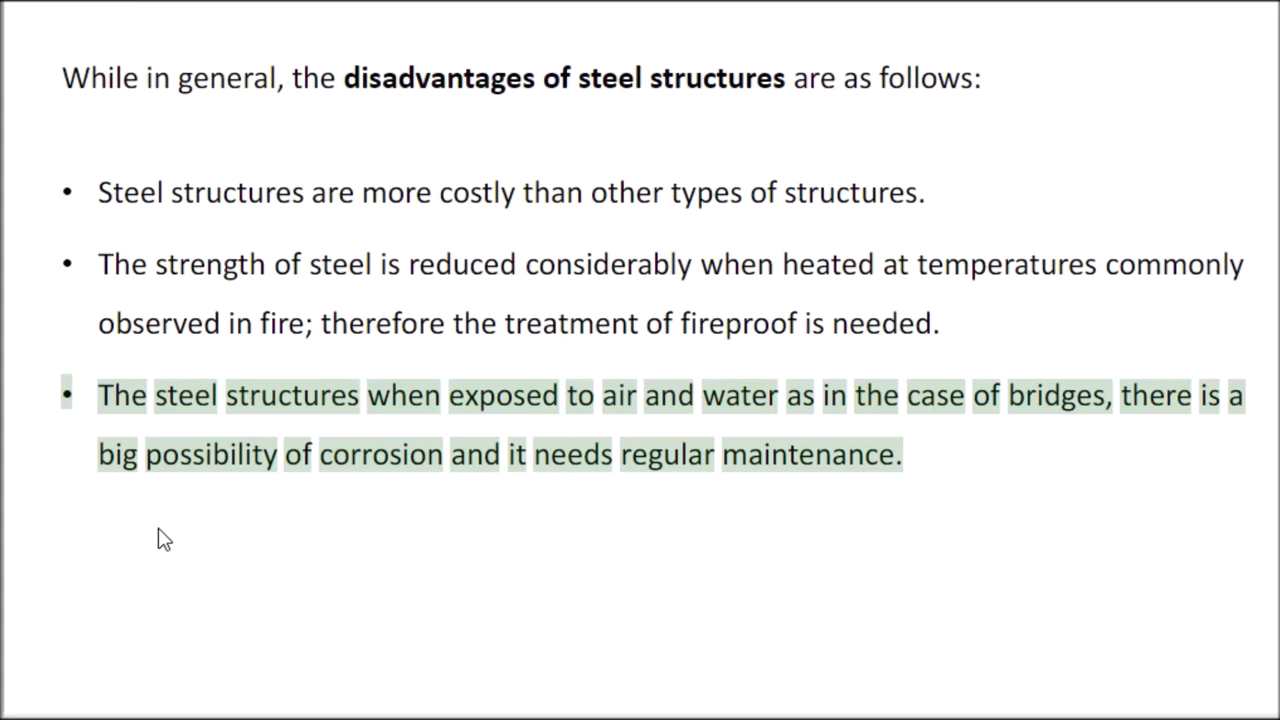 While in general, the disadvantages of steel structures are as follows:
• Steel structures are more costly than other types of structures.
• The strength of steel is reduced considerably when heated at temperatures commonly
observed in fire; therefore the treatment of fireproof is needed.
• The steel structures when exposed to air and water as in the case of bridges, there is a
big possibility of corrosion and it needs regular maintenance.